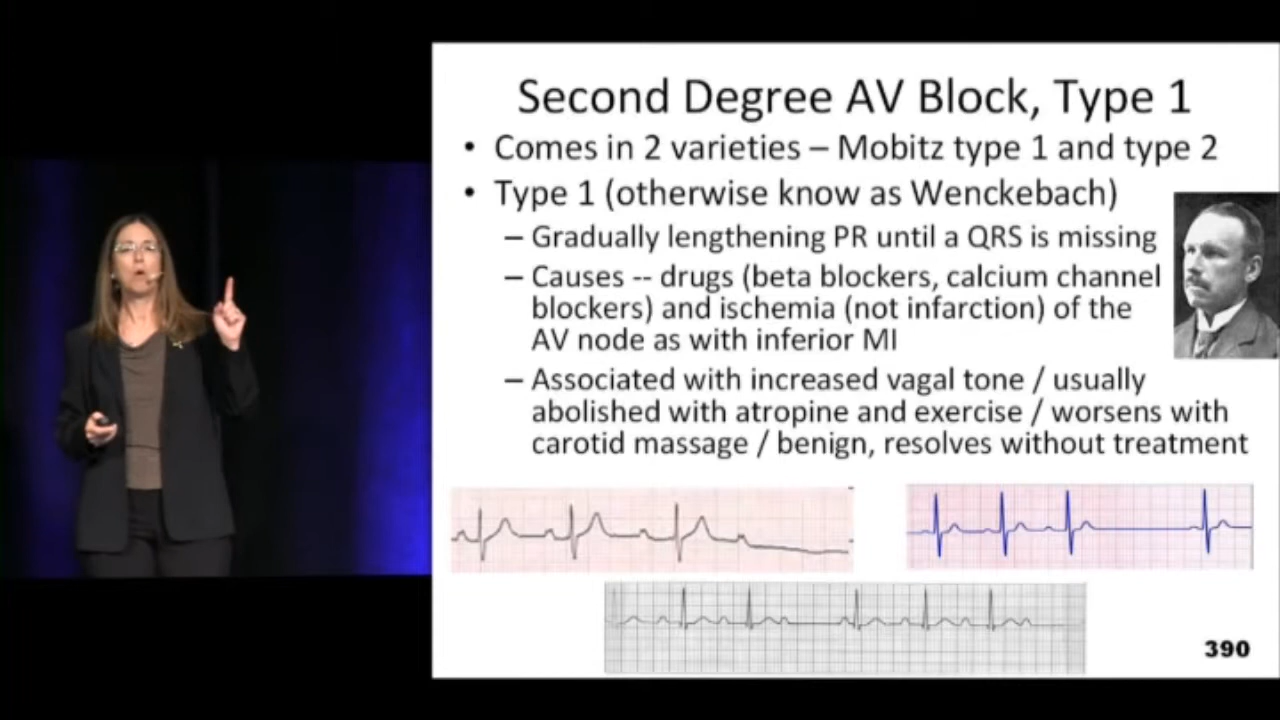 Second Degree AV Block, Type 1
• Comes in 2 varieties – Mobitz type 1 and type 2
• Type 1 (otherwise know as Wenckebach)
– Gradually lengthening PR until a QRS is missing
– Causes -- drugs (beta blockers, calcium channel
blockers) and ischemia (not infarction) of the
AV node as with inferior MI
– Associated with increased vagal tone / usually
abolished with atropine and exercise / worsens with
carotid massage / benign, resolves without treatment
390